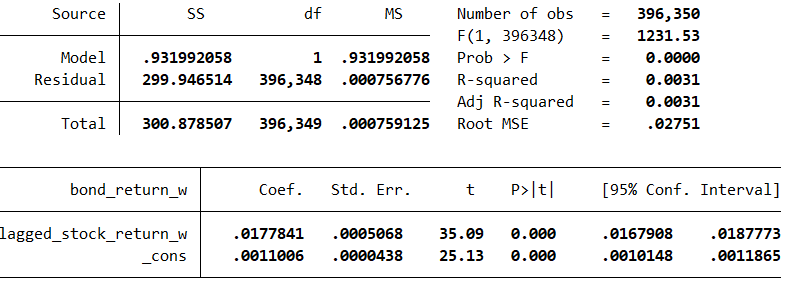 Source SS df MS Number of obs = 396,350
F(1, 396348) = 1231.53
Model .931992058 1 .931992058 Prob > F = 0.0000
Residual 299.946514 396,348 .000756776 R-squared = 0.0031
Adj R-squared = 0.0031
Total 300.878507 396,349 .000759125 Root MSE = .02751
bond_return_w Coef. Std. Err. t P>|t| [95% Conf. Interval]
lagged_stock_return_w .0177841 .0005068 35.09 0.000 .0167908 .0187773
_cons .0011006 .0000438 25.13 0.000 .0010148 .0011865